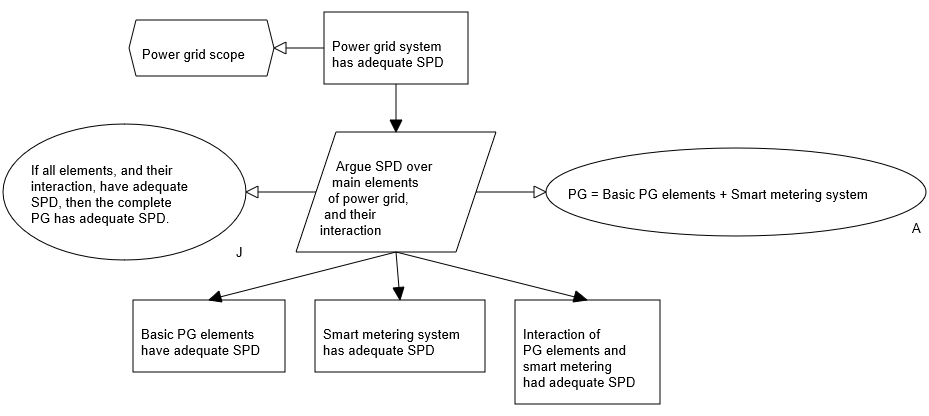 Power grid scope
Power grid system
has adequate SPD
If all elements, and their
interaction, have adequate
SPD, then the complete
PG has adequate SPD.
J
Argue SPD over
main elements
of power grid,
and their
interaction
PG = Basic PG elements + Smart metering system
A
Basic PG elements
have adequate SPD
Smart metering system
has adequate SPD
Interaction of
PG elements and
smart metering
had adequate SPD